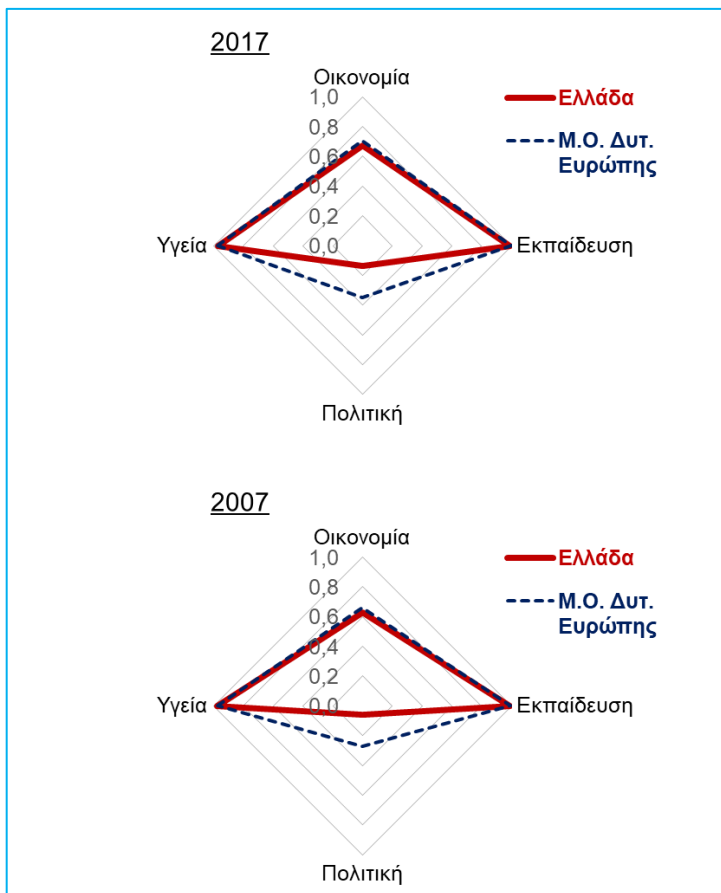 2017
Οικονομία
1,0
0,8
0,6
0,4
0,2
0,0
Υγεία
Εκπαίδευση
Πολιτική
Ελλάδα
Μ.Ο. Δυτ.
Ευρώπης
2007
Οικονομία
1,0
0,8
0,6
0,4
0,2
0,0
Υγεία
Εκπαίδευση
Πολιτική
Ελλάδα
Μ.Ο. Δυτ.
Ευρώπης